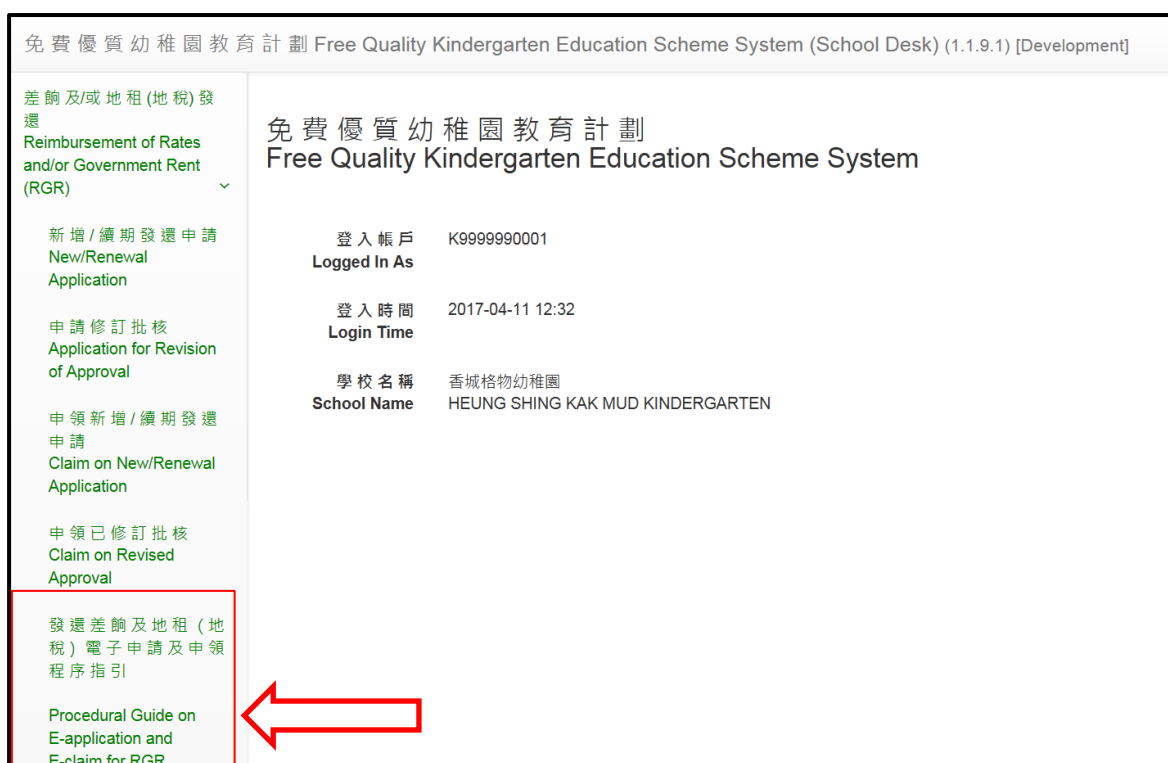 免費優質幼稚園教育計劃 Free Quality Kindergarten Education Scheme System (School Desk) (1.1.9.1) [Development]
差餉及/或地租(地稅)發
還
Reimbursement of Rates
and/or Government Rent
(RGR)
新增/續期發還申請
New/Renewal
Application
申請修訂批核
Application for Revision
of Approval
申領新增/續期發還
申請
Claim on New/Renewal
Application
申領已修訂批核
Claim on Revised
Approval
發還差餉及地租(地
稅)電子申請及申領
程序指引
Procedural Guide on
E-application and
E-claim for RGR
免費優質幼稚園教育計劃
Free Quality Kindergarten Education Scheme System
登入帳戶 K9999990001
Logged In As
登入時間 2017-04-11 12:32
Login Time
學校名稱 香城格物幼稚園
School Name HEUNG SHING KAK MUD KINDERGARTEN